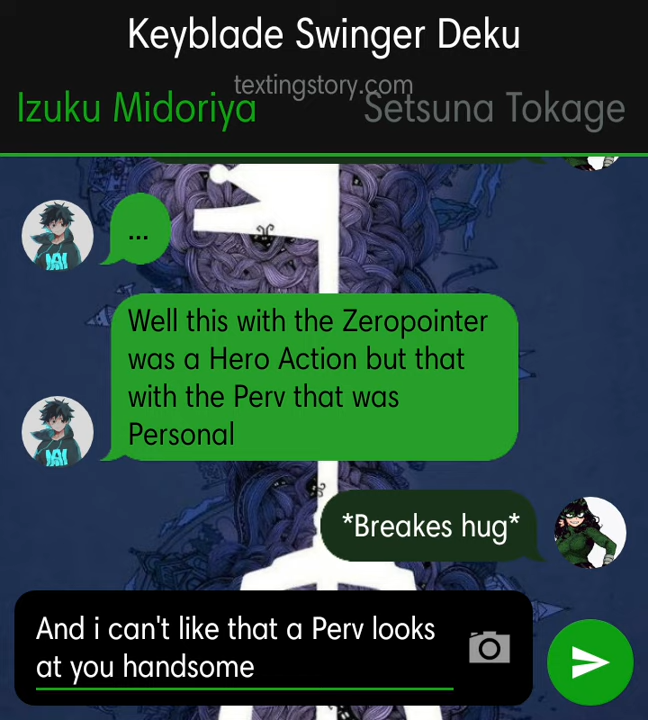 Keyblade Swinger Deku
textingstory.com
Izuku Midoriya
Setsuna Tokage
...
Well this with the Zeropointer
was a Hero Action but that
with the Perv that was
Personal
*Breakes hug*
And i can't like that a Perv looks
at you handsome